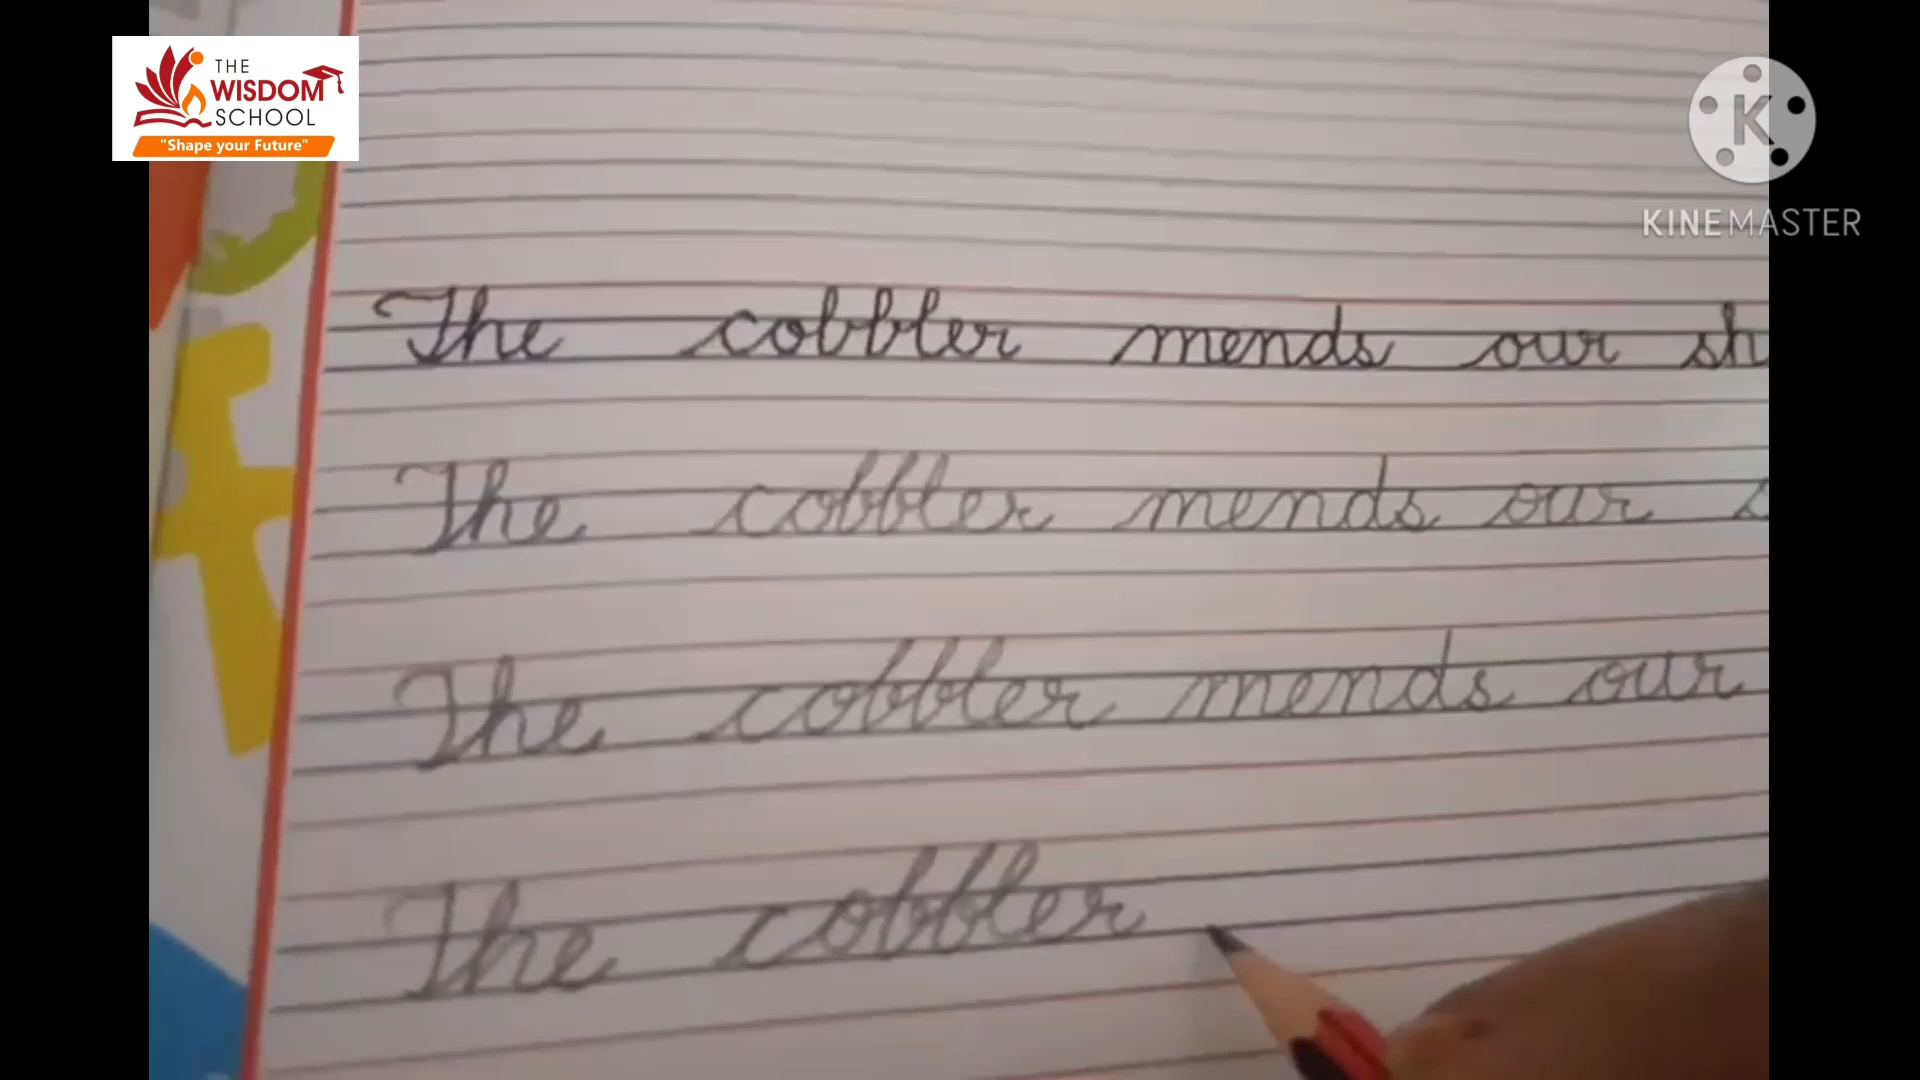 THE
WISDOM
SCHOOL
"Shape your Future"
K
KINEMASTER
The cobbler mends our sh
The cobbler mends our s
The cobbler mends our
The cobbler